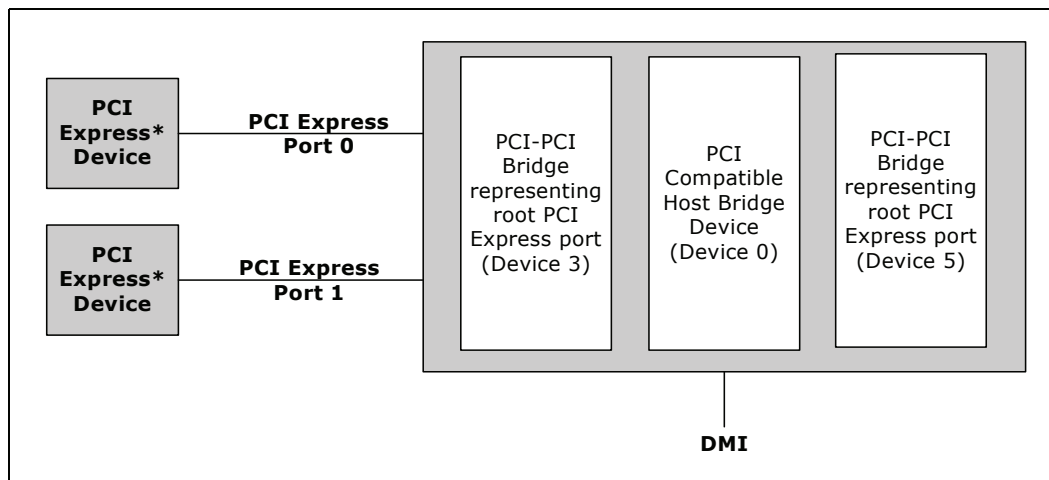 PCI
Express*
Device
PCI Express
Port 0
PCI
Express*
Device
PCI Express
Port 1
PCI-PCI
Bridge
representing
root PCI
Express port
(Device 3)
PCI
Compatible
Host Bridge
Device
(Device 0)
PCI-PCI
Bridge
representing
root PCI
Express port
(Device 5)
DMI